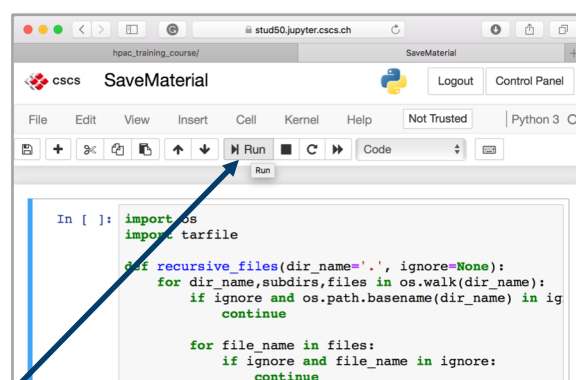 stud50.jupyter.cscs.ch
hpac_training_course/ SaveMaterial
CSCS SaveMaterial Logout Control Panel
File Edit View Insert Cell Kernel Help Not Trusted Python 3
Run Code
Run
In [ ]: import os
import tarfile
def recursive_files(dir_name='.', ignore=None):
for dir_name,subdirs,files in os.walk(dir_name):
if ignore and os.path.basename(dir_name) in ig
continue
for file_name in files:
if ignore and file_name in ignore:
continue